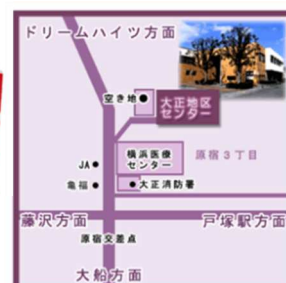 ドリームハイツ方面
空き地
大正地区
センター
横浜医療
センター
原宿3丁目
JA
亀福
大正消防署
藤沢方面
戸塚駅方面
原宿交差点
大船方面